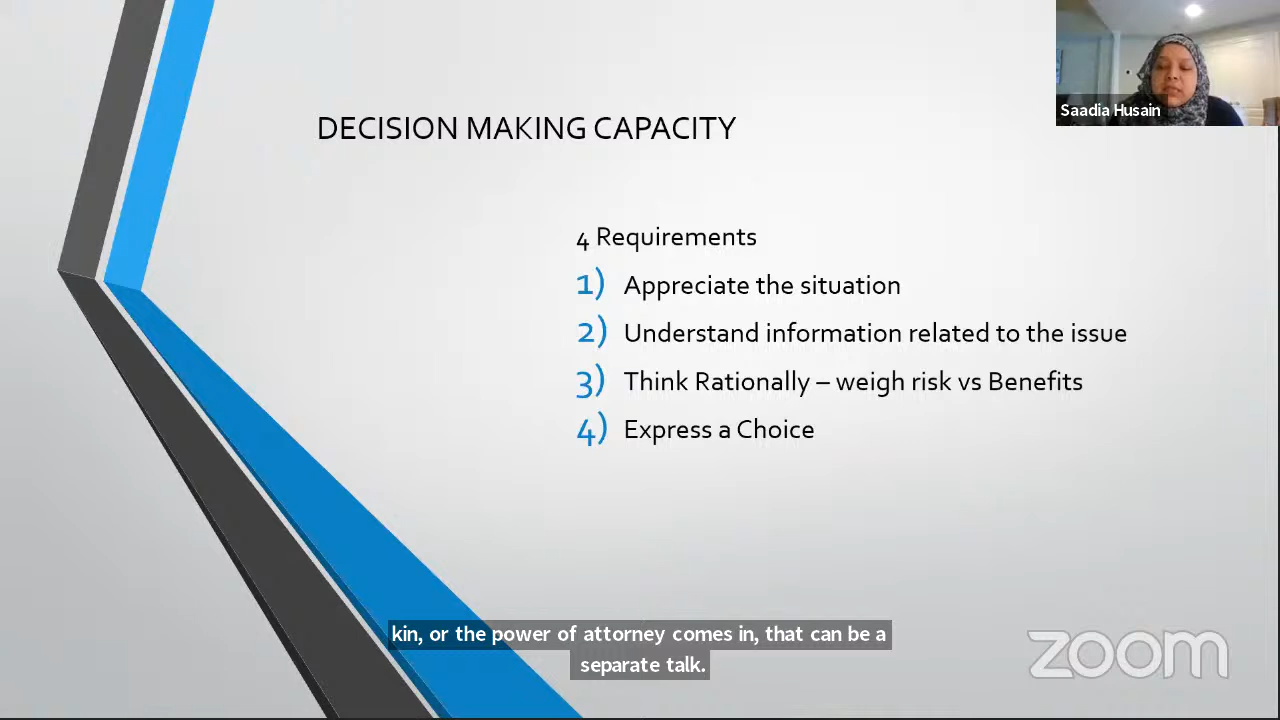 Saadia Husain
DECISION MAKING CAPACITY
4 Requirements
1) Appreciate the situation
2) Understand information related to the issue
3) Think Rationally – weigh risk vs Benefits
4) Express a Choice
kin, or the power of attorney comes in, that can be a
separate talk.
zoom